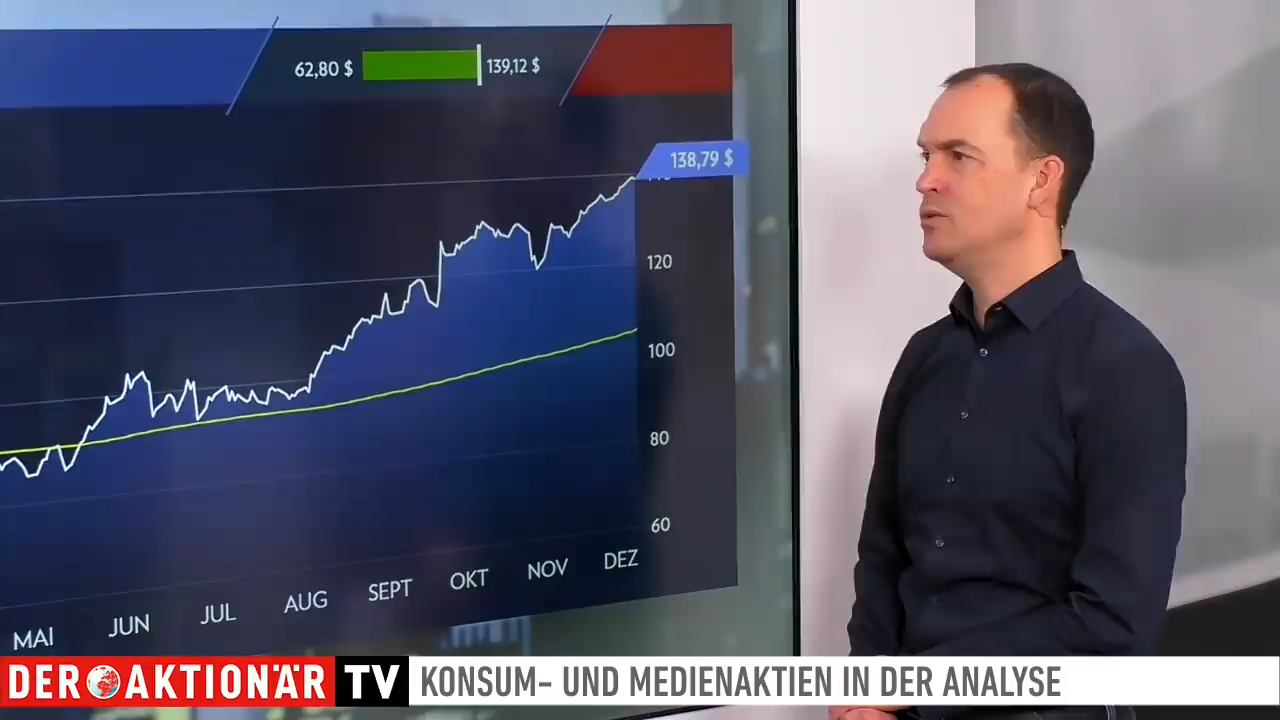 62,80 $ 139,12 $
138,79 $
120
100
80
60
MAI JUN JUL AUG SEPT OKT NOV DEZ
DER AKTIONÄR TV KONSUM- UND MEDIENAKTIEN IN DER ANALYSE